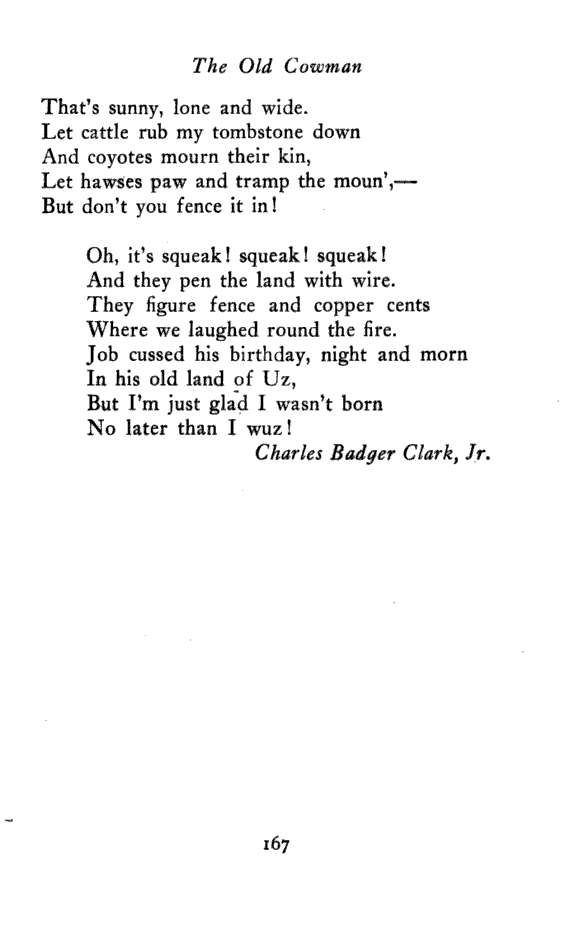 The Old Cowman
That's sunny, lone and wide.
Let cattle rub my tombstone down
And coyotes mourn their kin,
Let hawses paw and tramp the moun',—
But don't you fence it in!
Oh, it's squeak! squeak! squeak!
And they pen the land with wire.
They figure fence and copper cents
Where we laughed round the fire.
Job cussed his birthday, night and morn
In his old land of Uz,
But I'm just glad I wasn't born
No later than I wuz!
Charles Badger Clark, Jr.
167